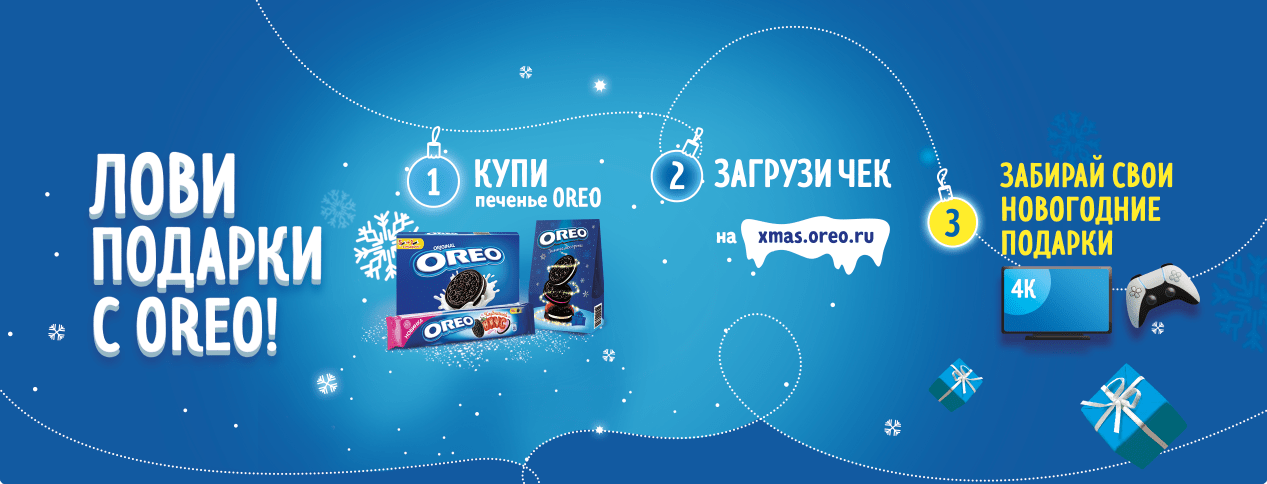 ЛОВИ
ПОДАРКИ
С OREO!
1
КУПИ
печенье OREO
ORIGINAL
OREO
OREO
OREO
2
ЗАГРУЗИ ЧЕК
на xmas.oreo.ru
3
ЗАБИРАЙ СВОИ
НОВОГОДНИЕ
ПОДАРКИ
4K